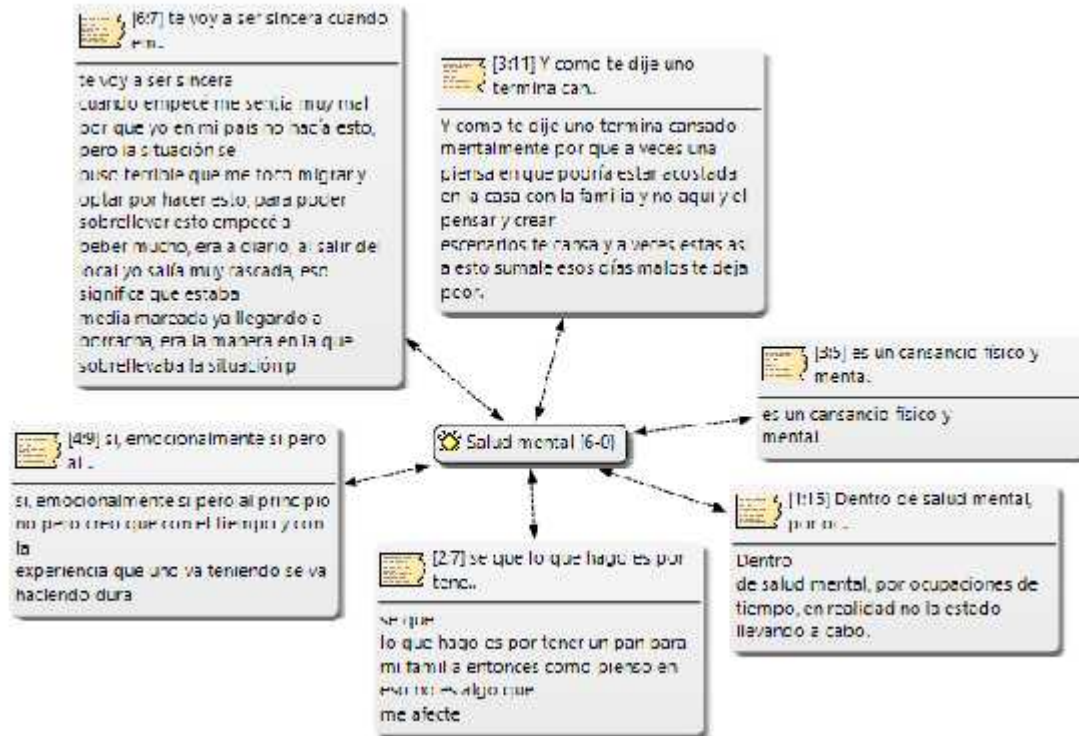 [6:7] te voy a ser sincera cuando
em..
te voy a ser sincera
cuando empecé me sentía muy mal
por que yo en mi país no hacía esto,
pero la situación se
puso terrible que me tocó migrar y
optar por hacer esto, para poder
sobrellevar esto empecé a
beber mucho, era a diario, al salir del
local yo salía muy rascada, eso
significa que estaba
media mareada ya llegando a
borracha, era la manera en la que
sobrellevaba la situación p
[3:11] Y como te dije uno
termina can..
Y como te dije uno termina cansado
mentalmente por que a veces una
piensa en que podría estar acostada
en la casa con la familia y no aquí y el
pensar y crear
escenarios te cansa y a veces estas as
a esto sumale esos días malos te deja
peor.
[3:5] es un cansancio físico y
menta..
es un cansancio físico y
mental
Salud mental {6-0}
[4:9] si, emocionalmente si pero
al ..
si, emocionalmente si pero al principio
no pero creo que con el tiempo y con
la
experiencia que uno va teniendo se va
haciendo dura
[1:15] Dentro de salud mental,
por oc..
Dentro
de salud mental, por ocupaciones de
tiempo, en realidad no la estado
llevando a cabo.
[2:7] se que lo que hago es por
tene..
se que
lo que hago es por tener un pan para
mi familia entonces como pienso en
eso no es algo que
me afecte